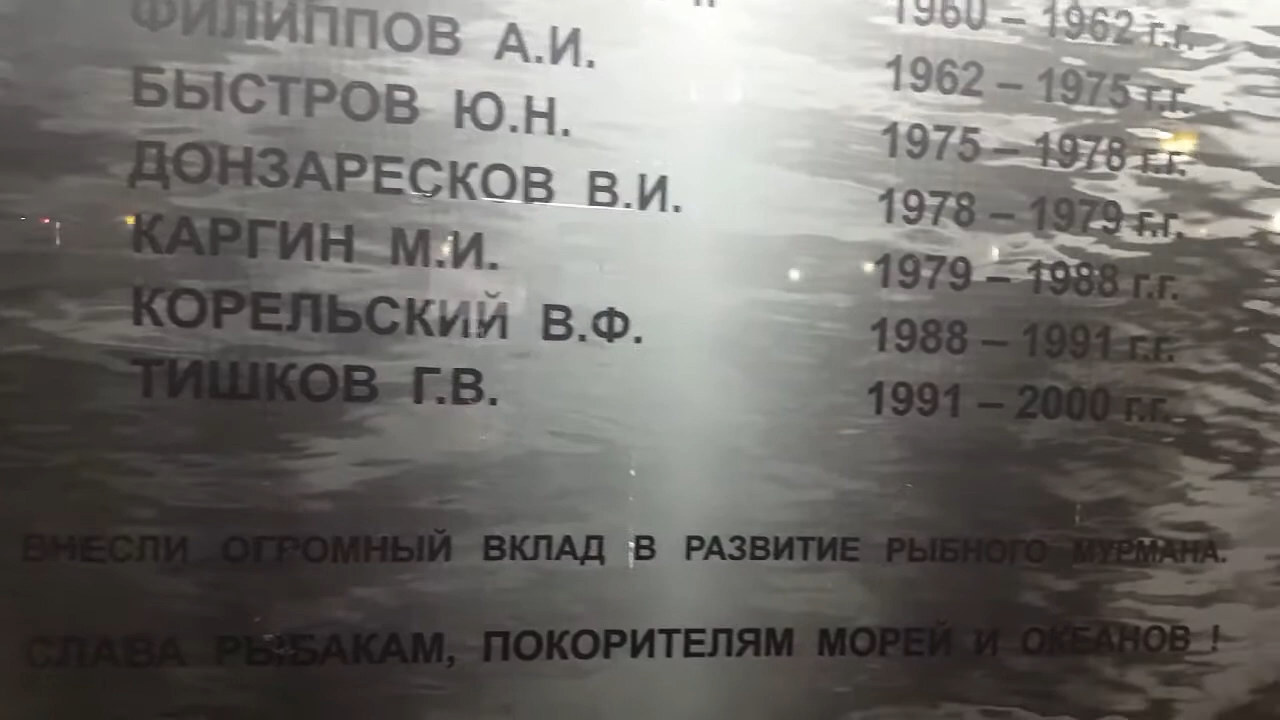 1960 – 1962 г.г.
ФИЛИППОВ А.И. 1962 – 1975 г.г.
БЫСТРОВ Ю.Н. 1975 – 1978 г.г.
ДОНЗАРЕСКОВ В.И. 1978 – 1979 г.г.
КАРГИН М.И. 1979 – 1988 г.г.
КОРЕЛЬСКИЙ В.Ф. 1988 – 1991 г.г.
ТИШКОВ Г.В. 1991 – 2000 г.г.
ВНЕСЛИ ОГРОМНЫЙ ВКЛАД В РАЗВИТИЕ РЫБНОГО МУРМАНА.
СЛАВА РЫБАКАМ, ПОКОРИТЕЛЯМ МОРЕЙ И ОКЕАНОВ !